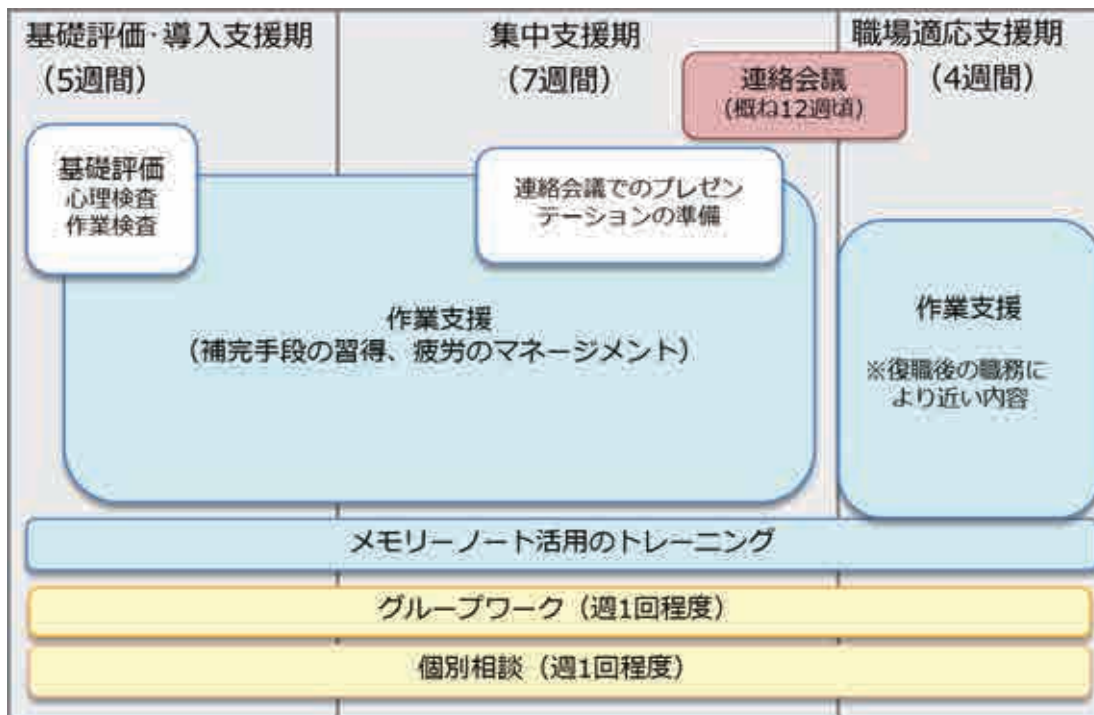 基礎評価･導入支援期
(5週間)
集中支援期
(7週間)
職場適応支援期
(4週間)
連絡会議
(概ね12週頃)
基礎評価
心理検査
作業検査
連絡会議でのプレゼン
テーションの準備
作業支援
(補完手段の習得、疲労のマネージメント)
作業支援
※復職後の職務に
より近い内容
メモリーノート活用のトレーニング
グループワーク(週1回程度)
個別相談(週1回程度)